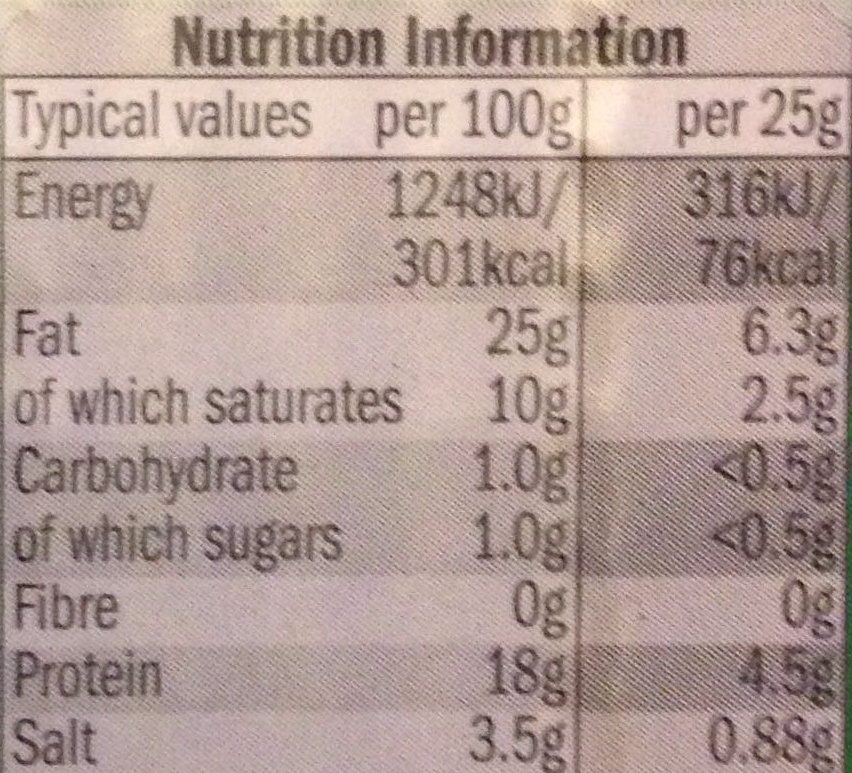 Nutrition Information
Typical values per 100g per 25g
Energy 1248kJ/ 316kJ/
301kcal 76kcal
Fat 25g 6.3g
of which saturates 10g 2.5g
Carbohydrate 1.0g <0.5g
of which sugars 1.0g <0.5g
Fibre 0g 0g
Protein 18g 4.5g
Salt 3.5g 0.88g